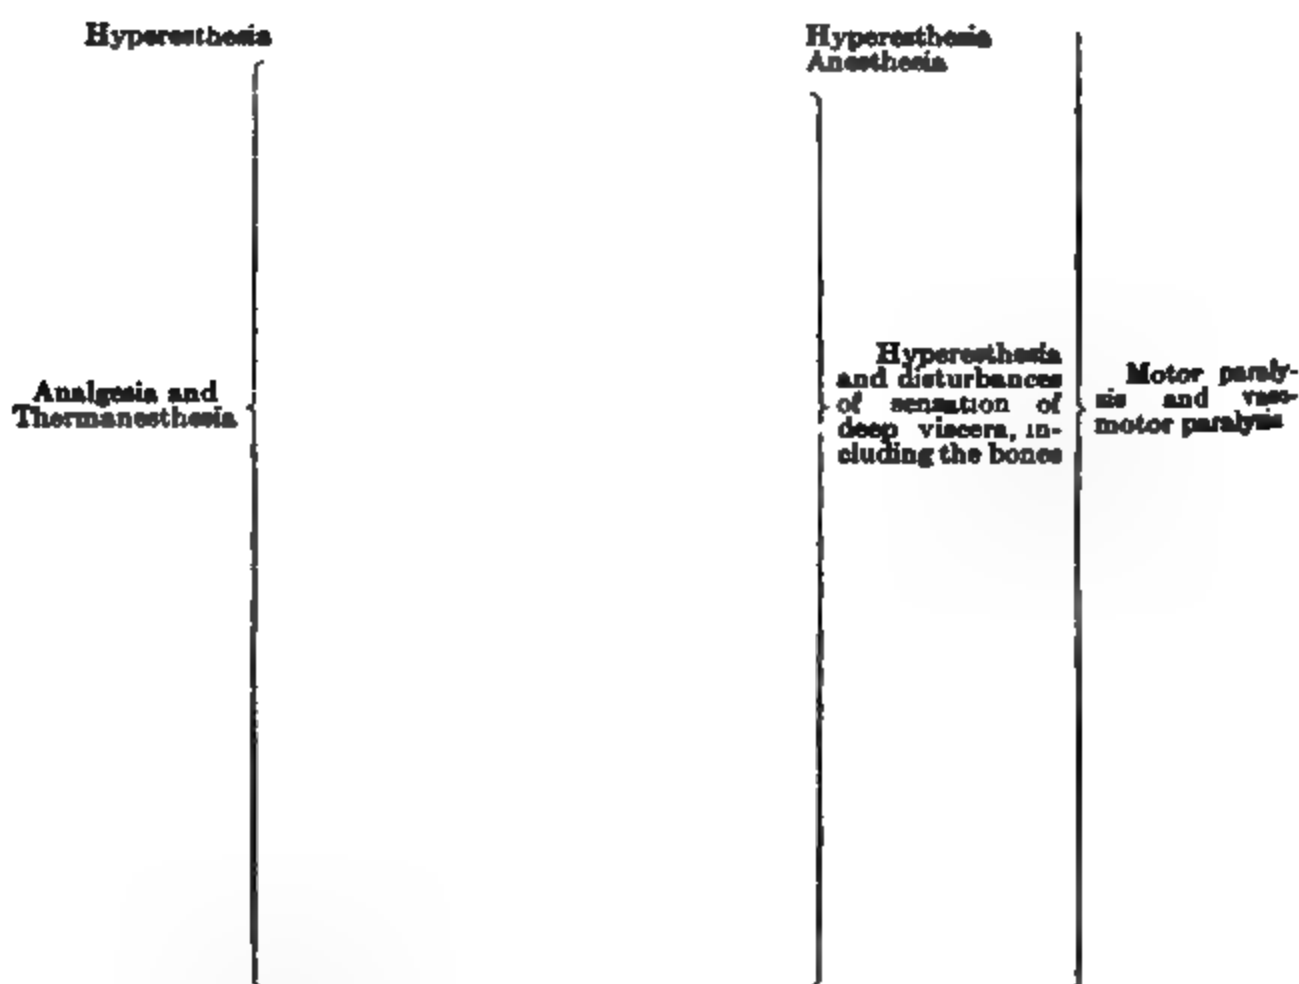 Hyperesthesia
Analgesia and
Thermanesthesia
Hyperesthesia
Anesthesia
Hyperesthesia
and disturbances
of sensation of
deep viscera, in-
cluding the bones
Motor paraly-
sis and vaso-
motor paralysis